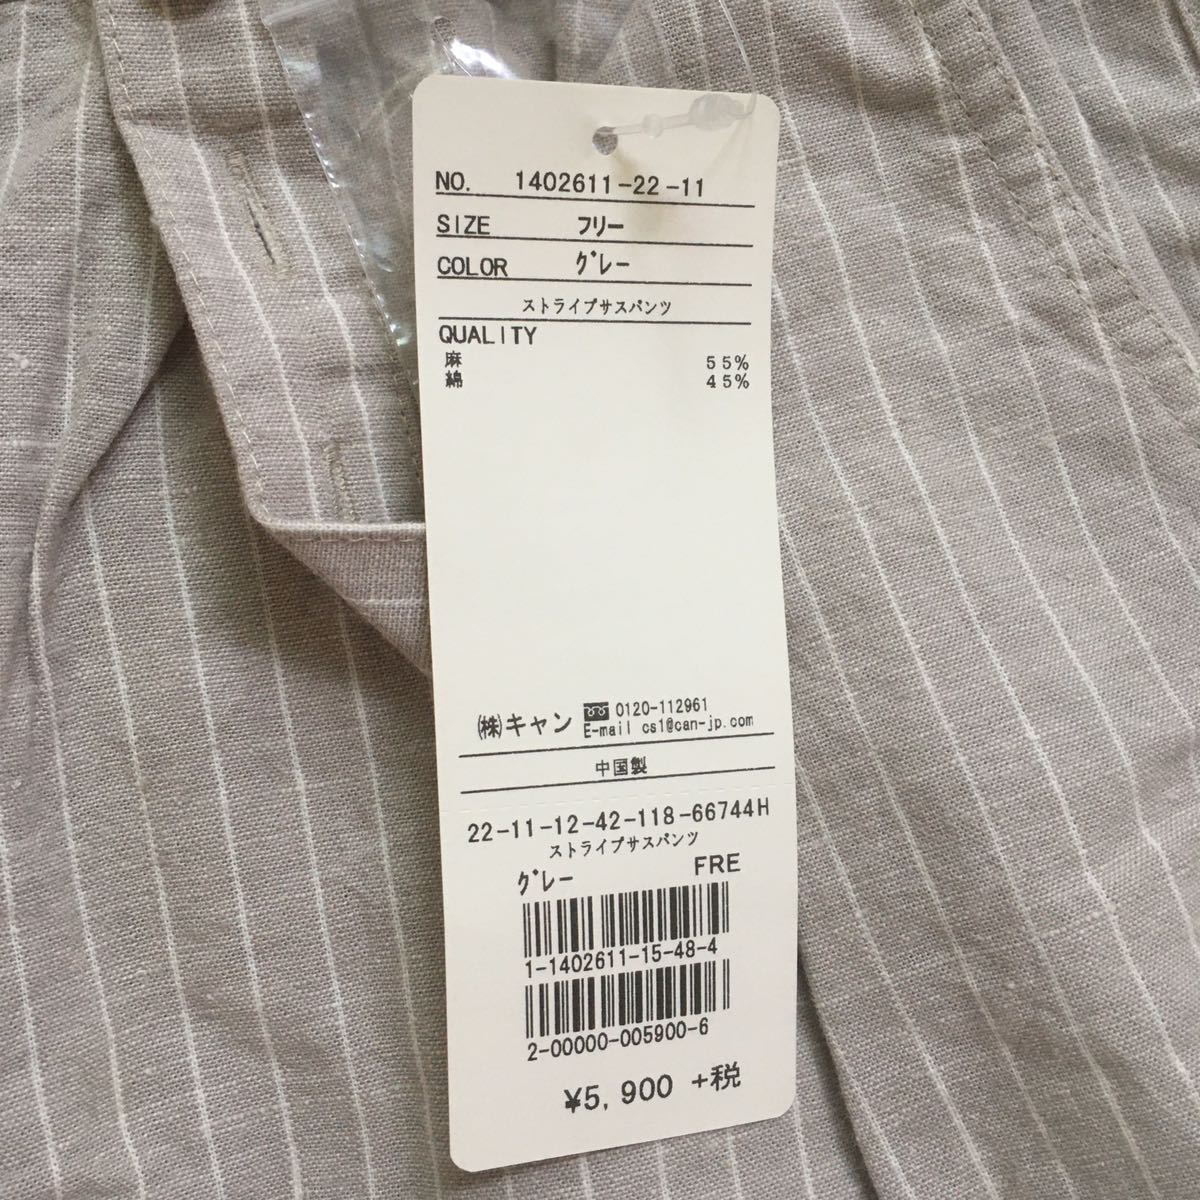 NO. 1402611-22-11
SIZE フリー
COLOR グレー
ストライプサスパンツ
QUALITY
麻 55%
綿 45%
㈱キャン 0120-112961
E-mail cs1@can-jp.com
中国製
22-11-12-42-118-66744H
ストライプサスパンツ
グレー FRE
1-1402611-15-48-4
2-00000-005900-6
¥5,900 +税